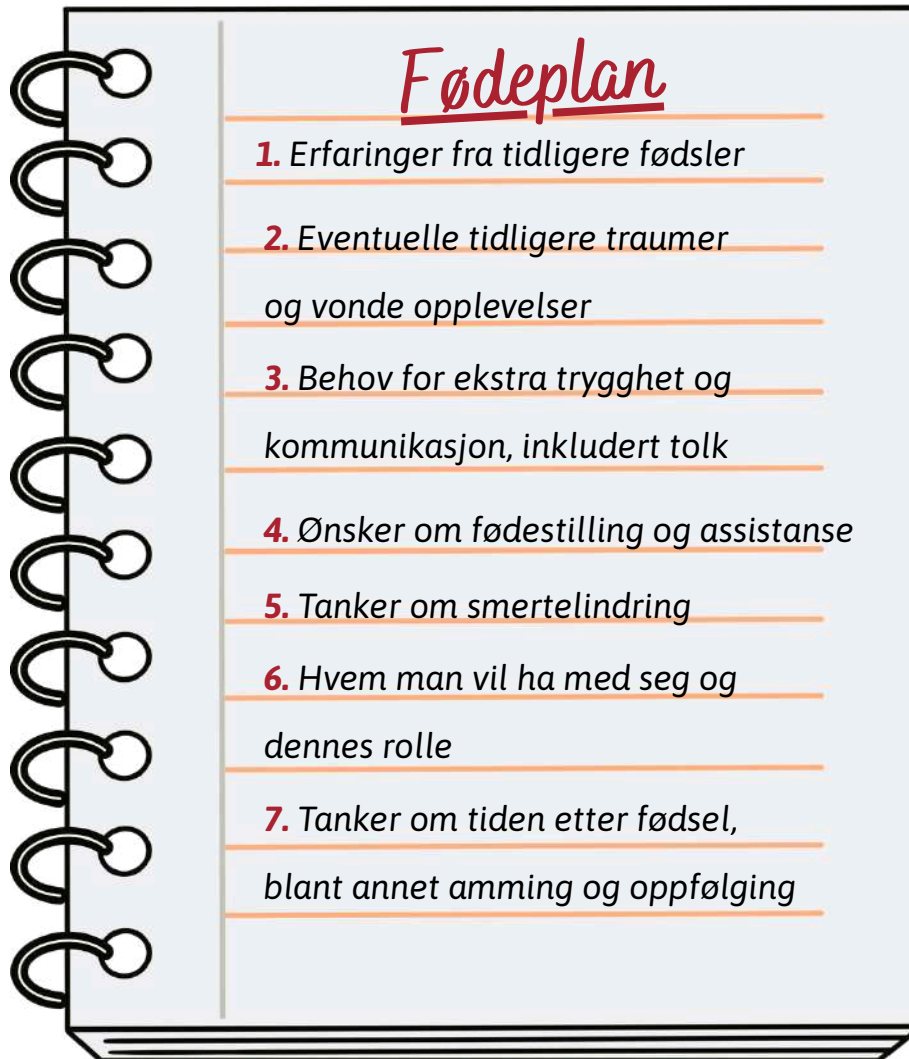 Fødeplan
1. Erfaringer fra tidligere fødsler
2. Eventuelle tidligere traumer
og vonde opplevelser
3. Behov for ekstra trygghet og
kommunikasjon, inkludert tolk
4. Ønsker om fødestilling og assistanse
5. Tanker om smertelindring
6. Hvem man vil ha med seg og
dennes rolle
7. Tanker om tiden etter fødsel,
blant annet amming og oppfølging